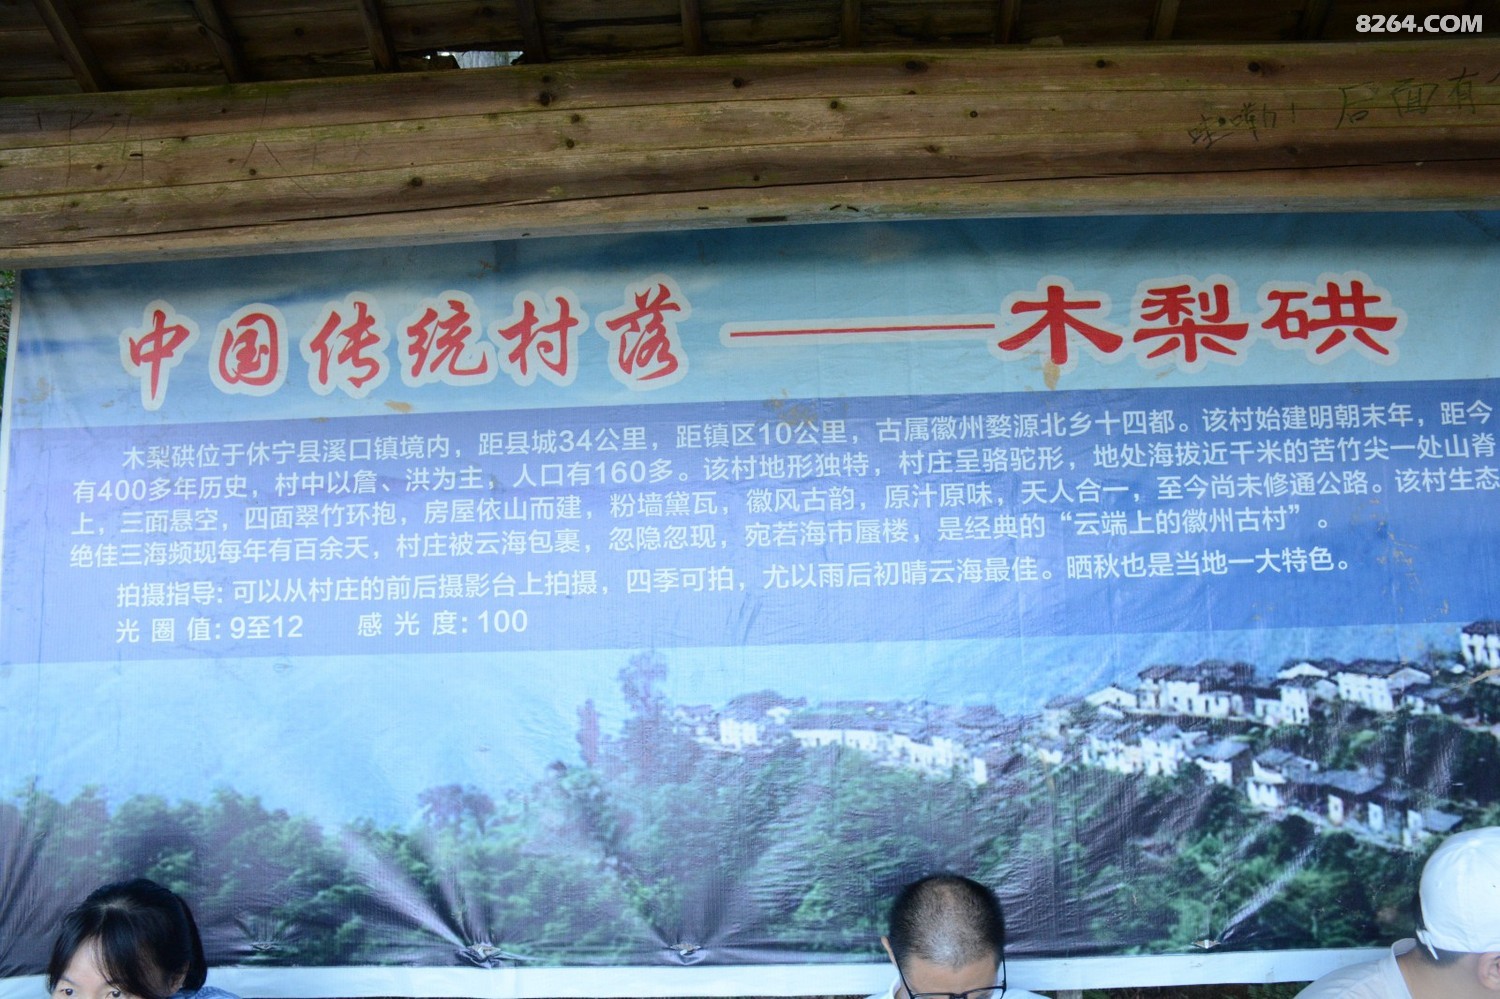 8264.COM
后面有
中国传统村落——木梨硔
木梨硔位于休宁县溪口镇境内，距县城34公里，距镇区10公里，古属徽州婺源北乡十四都。该村始建明朝末年，距今
有400多年历史，村中以詹、洪为主，人口有160多。该村地形独特，村庄呈骆驼形，地处海拔近千米的苦竹尖一处山脊
上，三面悬空，四面翠竹环抱，房屋依山而建，粉墙黛瓦，徽风古韵，原汁原味，天人合一，至今尚未修通公路。该村生态
绝佳三海频现每年有百余天，村庄被云海包裹，忽隐忽现，宛若海市蜃楼，是经典的“云端上的徽州古村”。
拍摄指导：可以从村庄的前后摄影台上拍摄，四季可拍，尤以雨后初晴云海最佳。晒秋也是当地一大特色。
光圈值：9至12 感光度：100